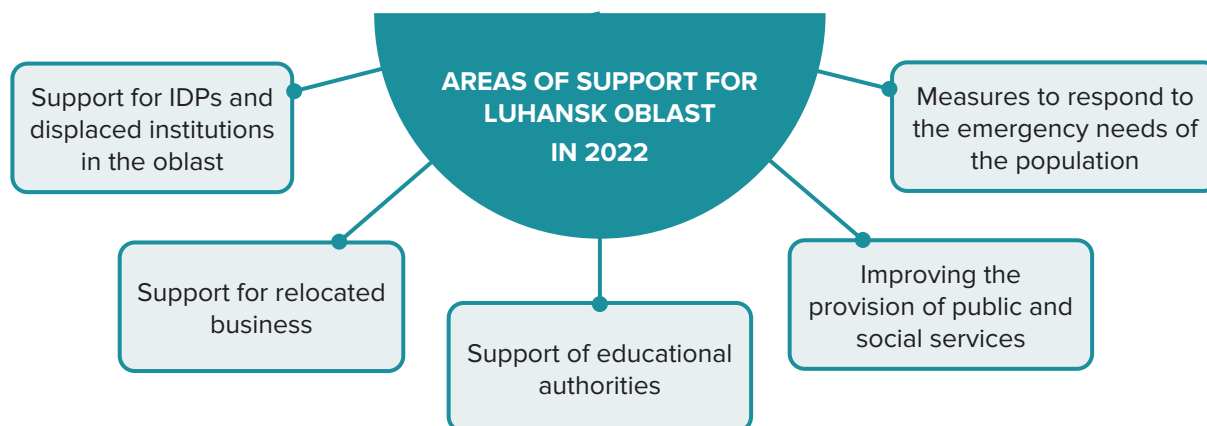 AREAS OF SUPPORT FOR
LUHANSK OBLAST
IN 2022
Support for IDPs and
displaced institutions
in the oblast
Support for relocated
business
Support of educational
authorities
Improving the
provision of public and
social services
Measures to respond to
the emergency needs of
the population